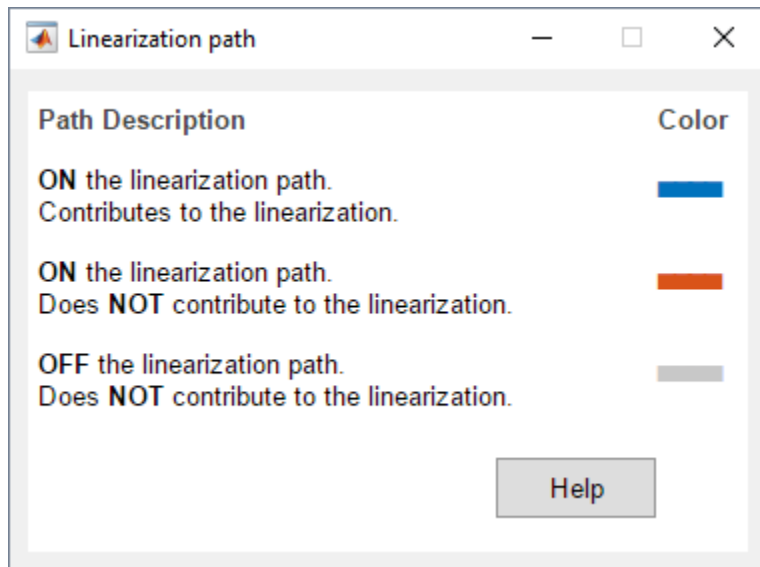 Linearization path
Path Description Color
ON the linearization path.
Contributes to the linearization.
ON the linearization path.
Does NOT contribute to the linearization.
OFF the linearization path.
Does NOT contribute to the linearization.
Help